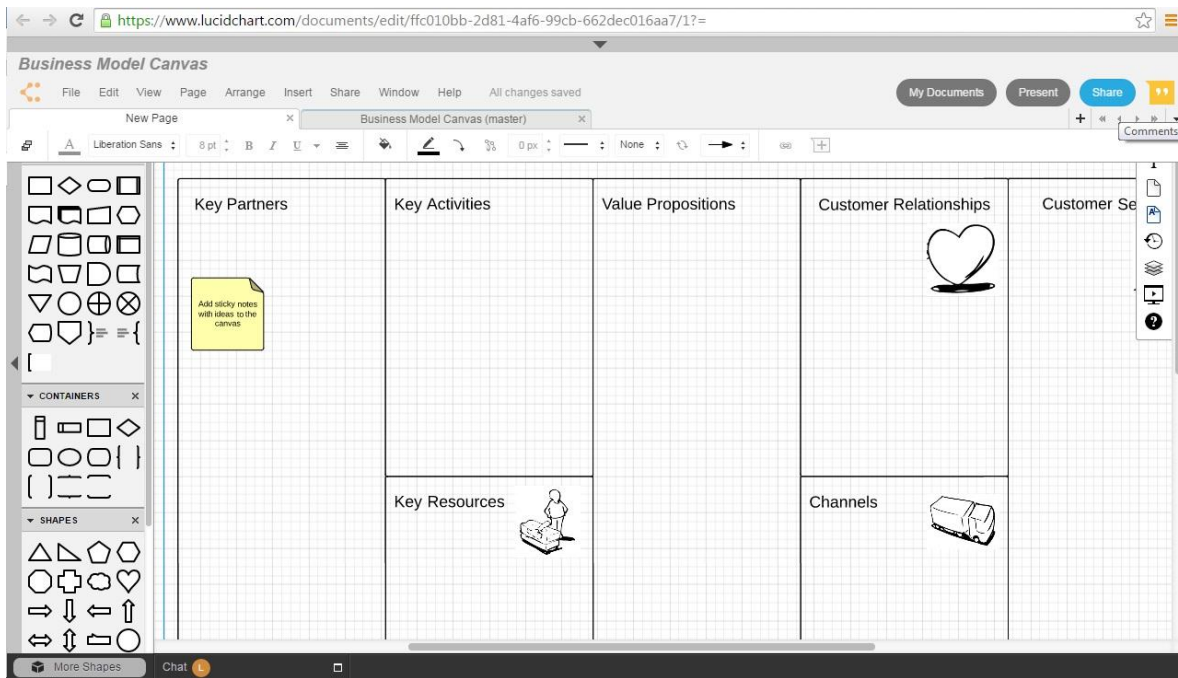 https://www.lucidchart.com/documents/edit/ffc010bb-2d81-4af6-99cb-662dec016aa7/1?=
Business Model Canvas
File Edit View Page Arrange Insert Share Window Help All changes saved My Documents Present Share
New Page × Business Model Canvas (master) ×
Comments
A Liberation Sans 8 pt B I U 0 px None
Key Partners Key Activities Value Propositions Customer Relationships Customer Se
Add sticky notes
with ideas to the
canvas
CONTAINERS ×
Key Resources Channels
SHAPES ×
More Shapes Chat L